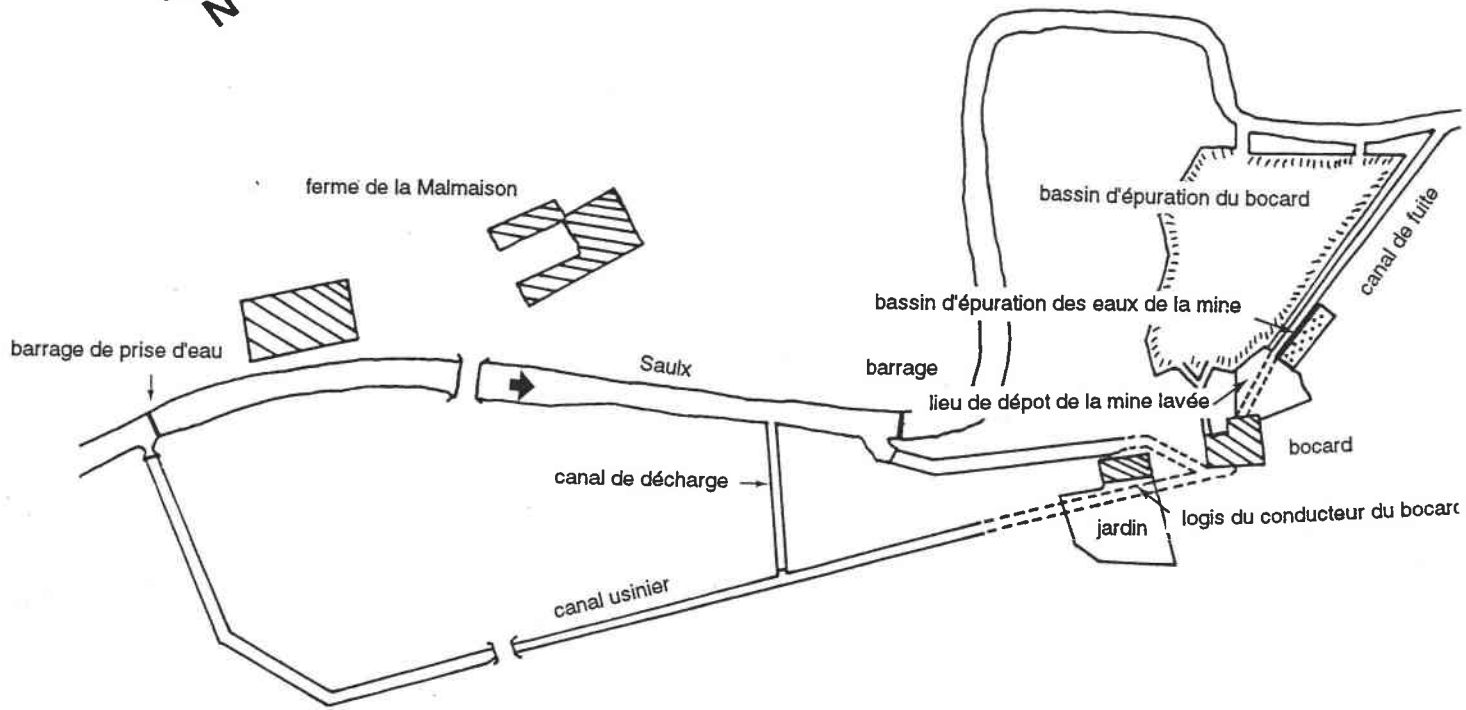 N
ferme de la Malmaison
bassin d'épuration du bocard
canal de fuite
bassin d'épuration des eaux de la mine
barrage de prise d'eau
Saulx
barrage
lieu de dépot de la mine lavée
bocard
canal de décharge
logis du conducteur du bocard
jardin
canal usinier